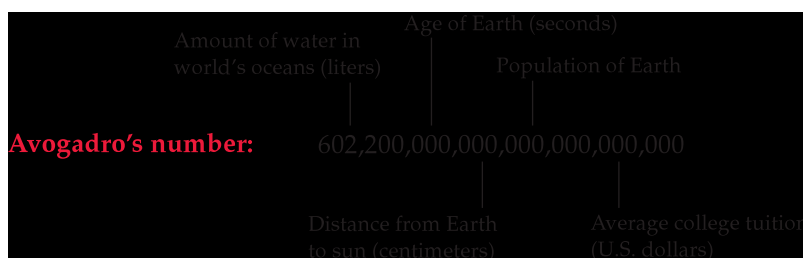 Age of Earth (seconds)
Amount of water in
world's oceans (liters)
Population of Earth
Avogadro's number: 602,200,000,000,000,000,000,000
Distance from Earth
to sun (centimeters)
Average college tuition
(U.S. dollars)